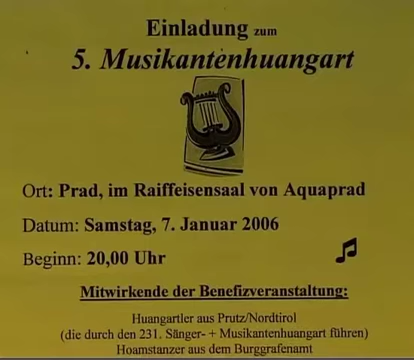 Einladung zum
5. Musikantenhuangart
Ort: Prad, im Raiffeisensaal von Aquaprad
Datum: Samstag, 7. Januar 2006
Beginn: 20,00 Uhr
Mitwirkende der Benefizveranstaltung:
Huangartler aus Prutz/Nordtirol
(die durch den 231. Sänger- + Musikantenhuangart führen)
Hoamstanzer aus dem Burggrafenamt